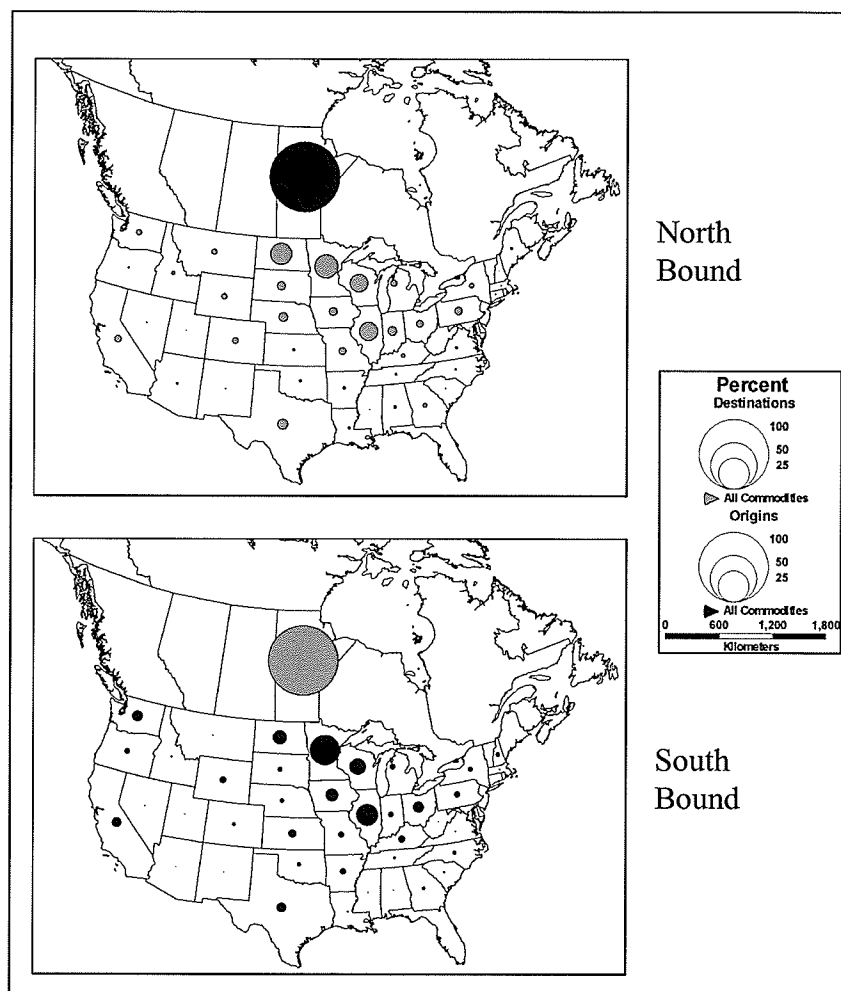 North
Bound
Percent
Destinations
100
50
25
All Commodities
Origins
100
50
25
All Commodities
0 600 1,200 1,800
Kilometers
South
Bound